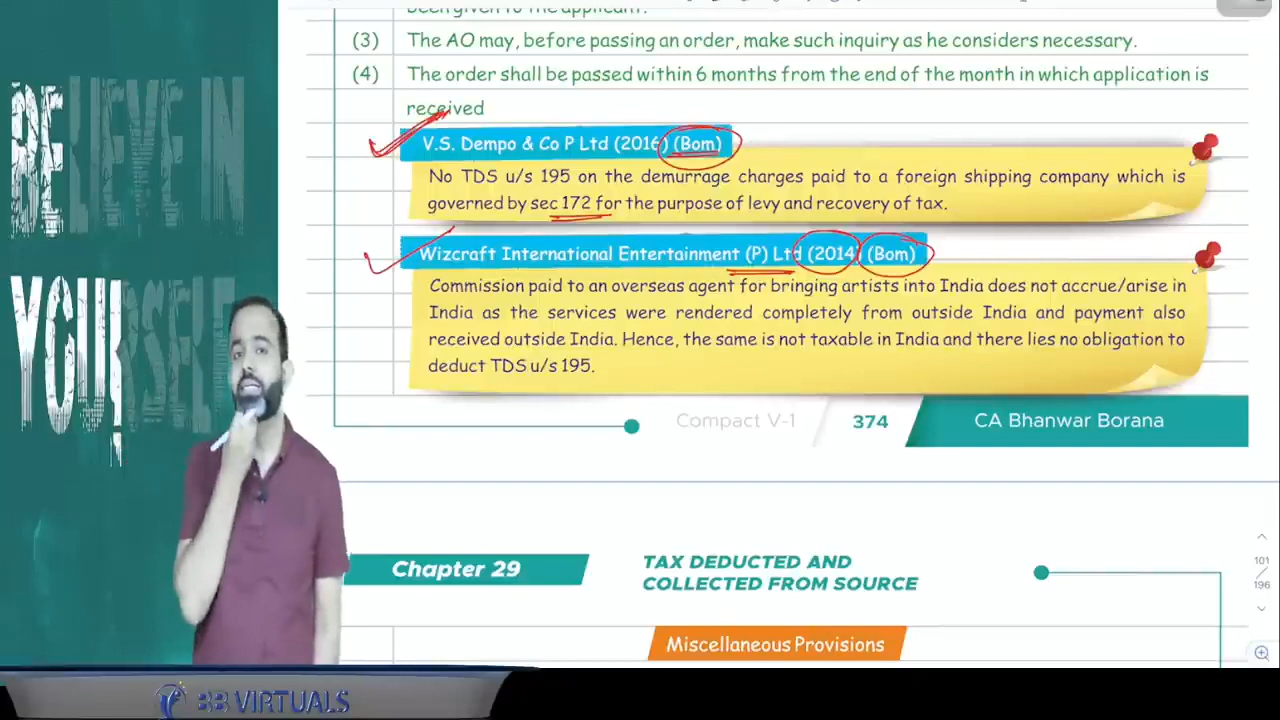 been given to the applicant.
(3) The AO may, before passing an order, make such inquiry as he considers necessary.
(4) The order shall be passed within 6 months from the end of the month in which application is
received
V.S. Dempo & Co P Ltd (2016) (Bom)
No TDS u/s 195 on the demurrage charges paid to a foreign shipping company which is
governed by sec 172 for the purpose of levy and recovery of tax.
Wizcraft International Entertainment (P) Ltd (2014) (Bom)
Commission paid to an overseas agent for bringing artists into India does not accrue/arise in
India as the services were rendered completely from outside India and payment also
received outside India. Hence, the same is not taxable in India and there lies no obligation to
deduct TDS u/s 195.
Compact V-1 374 CA Bhanwar Borana
Chapter 29
TAX DEDUCTED AND
COLLECTED FROM SOURCE
101
/
196
Miscellaneous Provisions
BELIEVE IN
YOURSELF
BB VIRTUALS